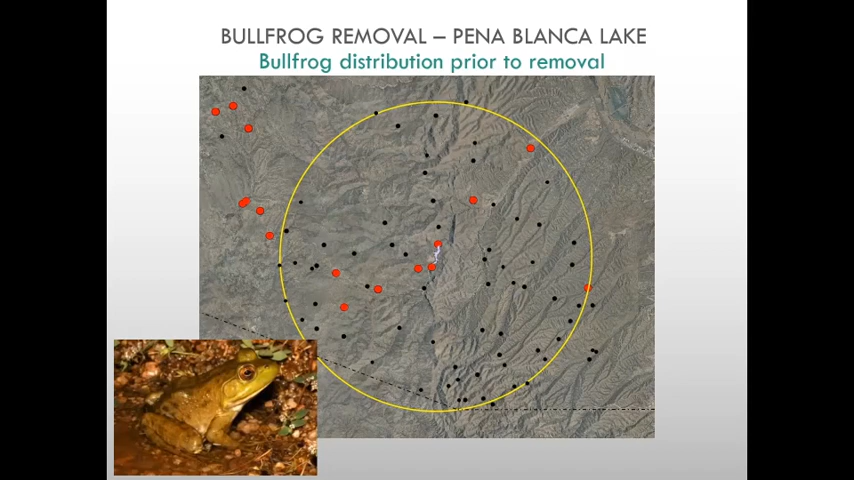 BULLFROG REMOVAL – PENA BLANCA LAKE
Bullfrog distribution prior to removal